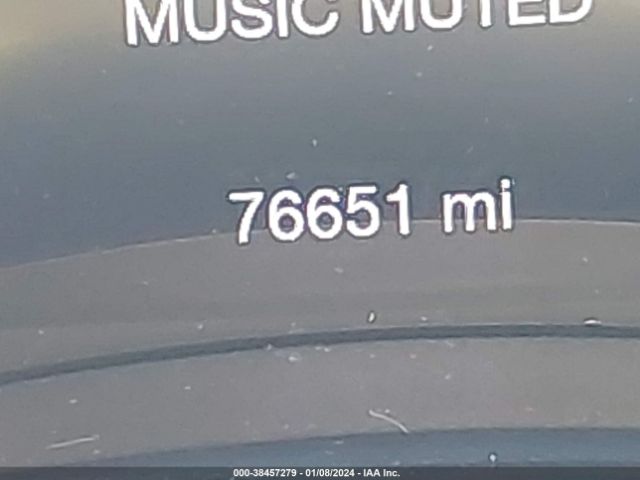 MUSIC MUTED
76651 mi
000-38457279 - 01/08/2024 - IAA Inc.